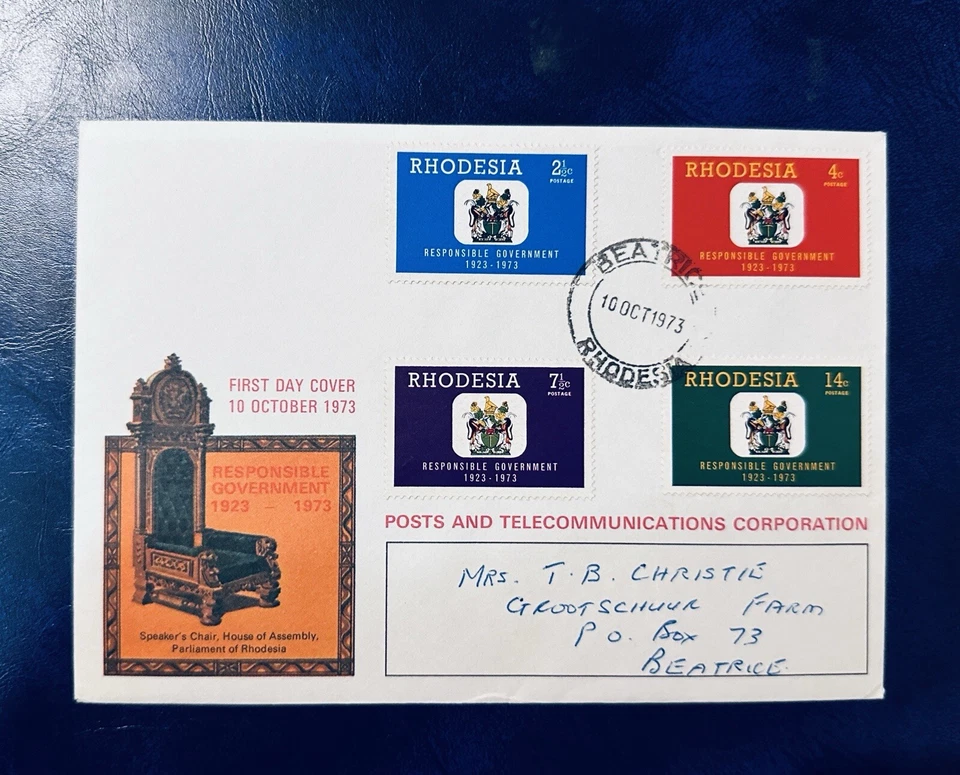 RHODESIA 2½c
POSTAGE
RESPONSIBLE GOVERNMENT
1923-1973
RHODESIA 4c
POSTAGE
RESPONSIBLE GOVERNMENT
1923-1973
BEATRICE
10 OCT 1973
RHODESIA
RHODESIA 7½c
POSTAGE
RESPONSIBLE GOVERNMENT
1923-1973
RHODESIA 14c
POSTAGE
RESPONSIBLE GOVERNMENT
1923-1973
FIRST DAY COVER
10 OCTOBER 1973
RESPONSIBLE
GOVERNMENT
1923 – 1973
Speaker's Chair, House of Assembly,
Parliament of Rhodesia
POSTS AND TELECOMMUNICATIONS CORPORATION
MRS. T. B. CHRISTIE
GROOTSCHUUR FARM
P O. BOX 73
BEATRICE.